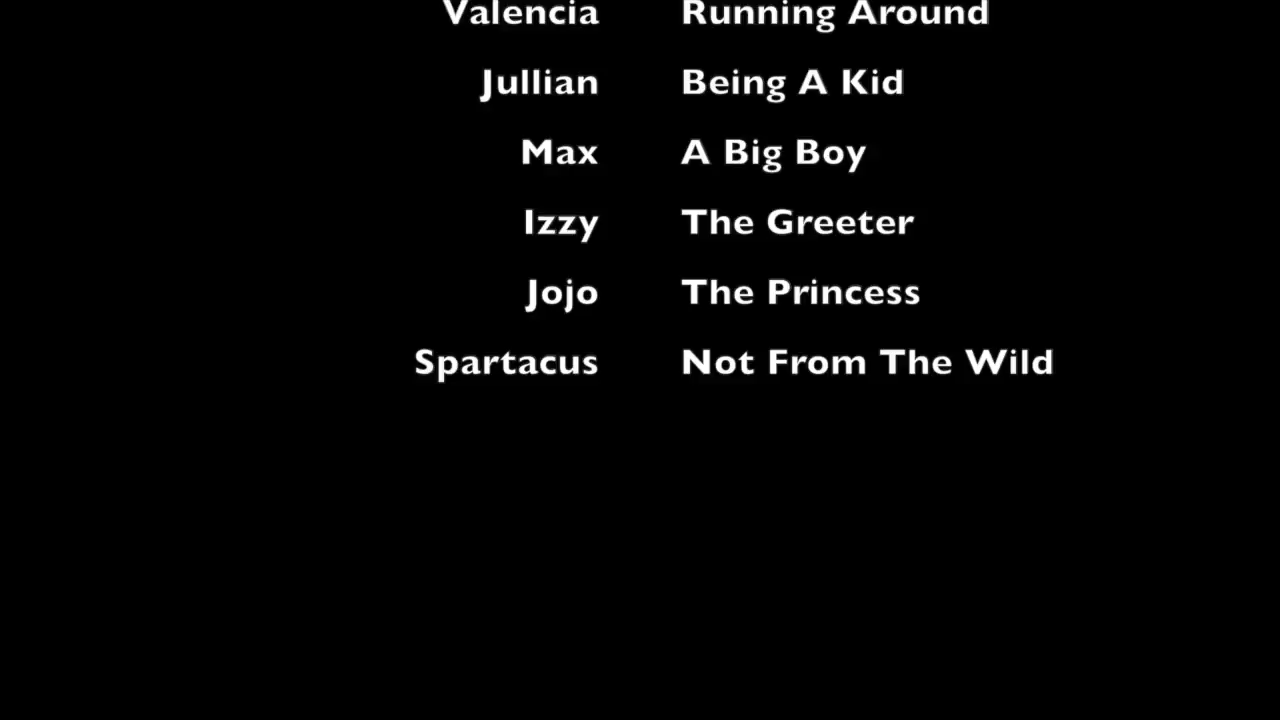 Valencia Running Around
Jullian Being A Kid
Max A Big Boy
Izzy The Greeter
Jojo The Princess
Spartacus Not From The Wild